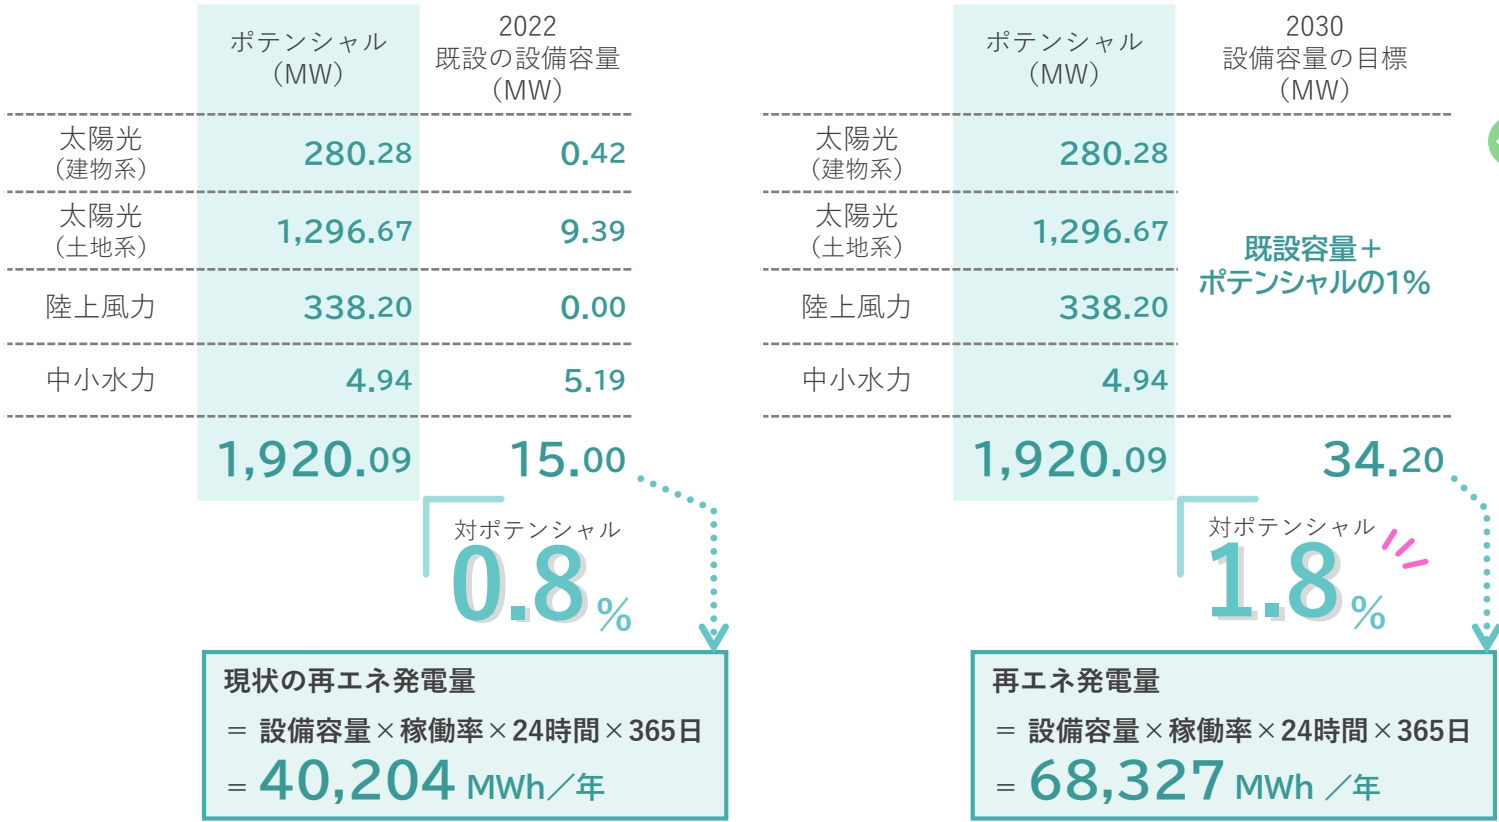 ポテンシャル
（MW）
2022
既設の設備容量
（MW）
太陽光
（建物系）
280.28
0.42
太陽光
（土地系）
1,296.67
9.39
陸上風力
338.20
0.00
中小水力
4.94
5.19
1,920.09
15.00
対ポテンシャル
0.8%
現状の再エネ発電量
＝ 設備容量×稼働率×24時間×365日
＝ 40,204 MWh／年
ポテンシャル
（MW）
2030
設備容量の目標
（MW）
太陽光
（建物系）
280.28
太陽光
（土地系）
1,296.67
既設容量＋
ポテンシャルの1%
陸上風力
338.20
中小水力
4.94
1,920.09
34.20
対ポテンシャル
1.8%
再エネ発電量
＝ 設備容量×稼働率×24時間×365日
＝ 68,327 MWh ／年